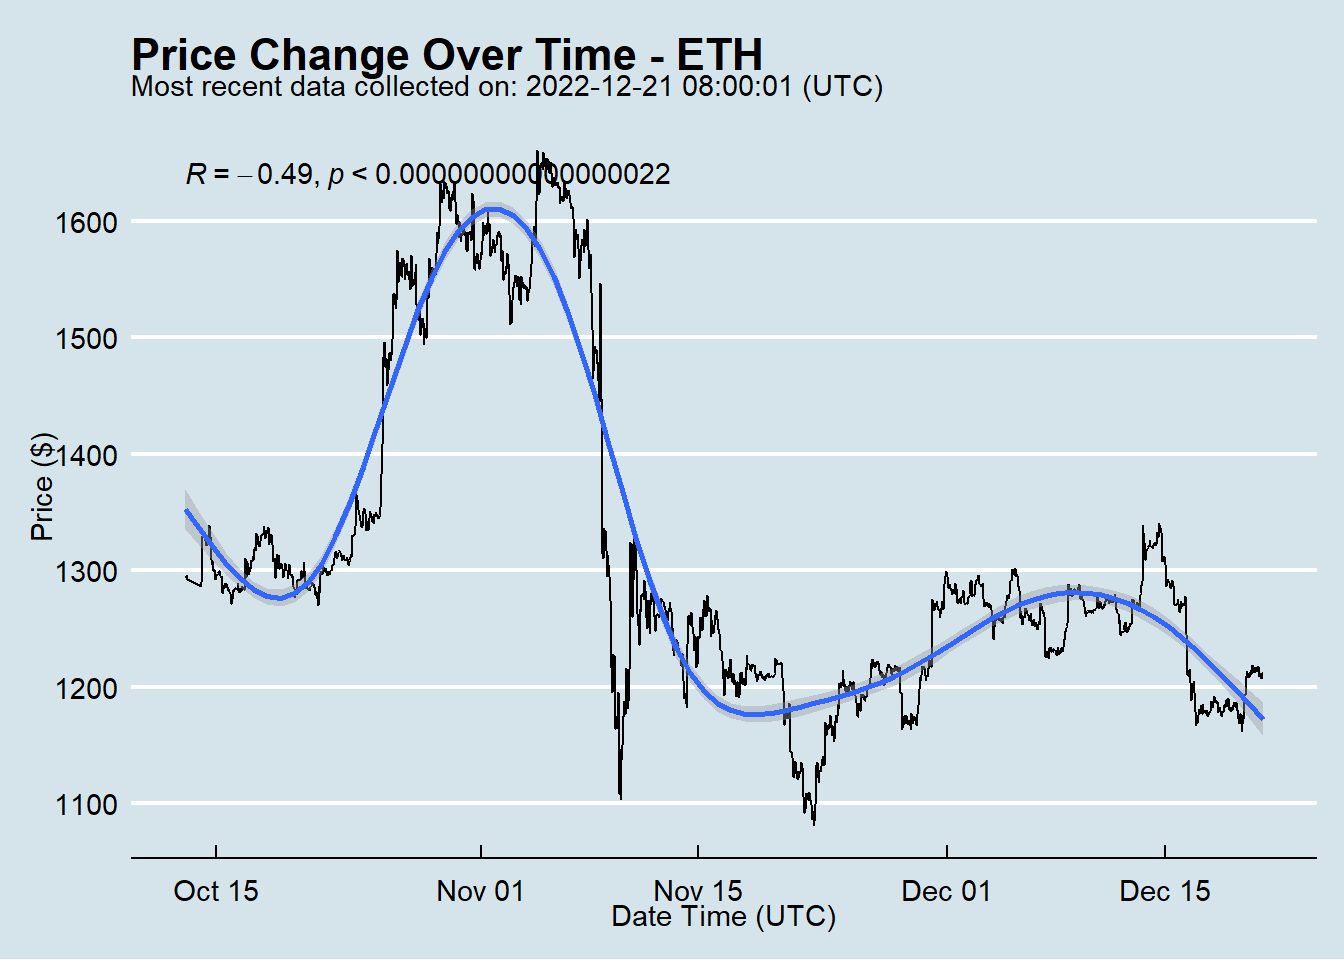 Price Change Over Time - ETH
Most recent data collected on: 2022-12-21 08:00:01 (UTC)
R = −0.49, p < 0.00000000000000022
1600
1500
1400
1300
1200
1100
Price ($)
Oct 15
Nov 01
Nov 15
Dec 01
Dec 15
Date Time (UTC)